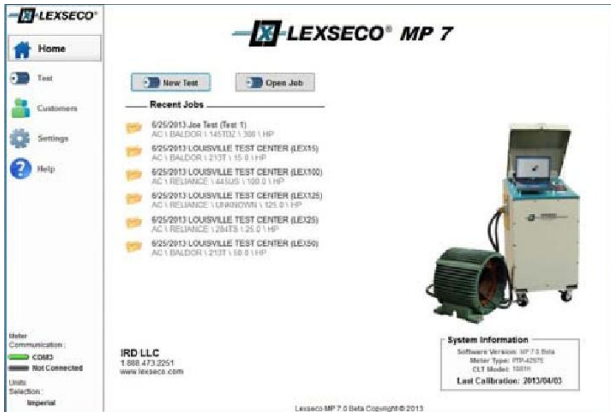 LEXSECO®
Home
Test
Customers
Settings
Help
LEXSECO® MP 7
New Test
Open Job
Recent Jobs
6/25/2013 Joe Test (Test 1)
AC \ BALDOR \ 145TDZ \ 300 \ HP
6/25/2013 LOUISVILLE TEST CENTER (LEX15)
AC \ BALDOR \ 213T \ 15.0 \ HP
6/25/2013 LOUISVILLE TEST CENTER (LEX100)
AC \ RELIANCE \ 445US \ 100.0 \ HP
6/25/2013 LOUISVILLE TEST CENTER (LEX125)
AC \ RELIANCE \ UNKNOWN \ 125.0 \ HP
6/25/2013 LOUISVILLE TEST CENTER (LEX25)
AC \ RELIANCE \ 284TS \ 25.0 \ HP
6/25/2013 LOUISVILLE TEST CENTER (LEX50)
AC \ BALDOR \ 213T \ 50.0 \ HP
Meter
Communication :
COM3
Not Connected
Units
Selection :
Imperial
IRD LLC
1.888.473.2251
www.lexseco.com
System Information
Software Version: MP 7.0 Beta
Meter Type:
CLT Model:
Last Calibration: 2013/04/03
Lexseco MP 7.0 Beta Copyright © 2013